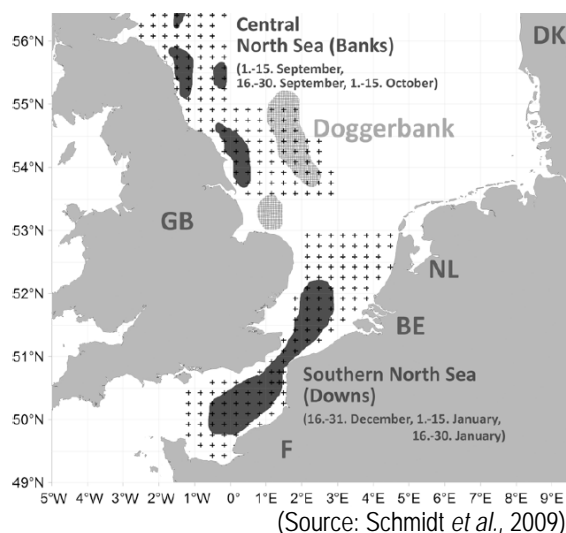 56°N
55°N
54°N
53°N
52°N
51°N
50°N
49°N
Central
North Sea (Banks)
(1.-15. September,
16.-30. September, 1.-15. October)
DK
Doggerbank
GB
NL
BE
Southern North Sea
(Downs)
(16.-31. December, 1.-15. January,
16.-30. January)
F
5°W 4°W 3°W 2°W 1°W 0° 1°E 2°E 3°E 4°E 5°E 6°E 7°E 8°E 9°E
(Source: Schmidt et al., 2009)